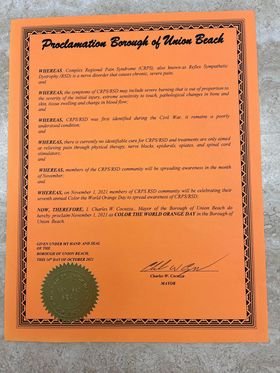 Proclamation Borough of Union Beach
WHEREAS, Complex Regional Pain Syndrome (CRPS), also known as Reflex Sympathetic
Dystrophy (RSD) is a nerve disorder that causes chronic, severe pain;
and
WHEREAS, the symptoms of CRPS/RSD may include severe burning that is out of proportion to
the severity of the initial injury, extreme sensitivity to touch, pathological changes in bone and
skin, tissue swelling and change in blood flow;
and
WHEREAS, CRPS/RSD was first identified during the Civil War, it remains a poorly
understood condition;
and
WHEREAS, there is currently no identifiable cure for CRPS/RSD and treatments are only aimed
at relieving pain through physical therapy, nerve blocks, epidurals, opiates, and spinal cord
stimulators;
and
WHEREAS, members of the CRPS/RSD community will be spreading awareness in the month
of November;
and
WHEREAS, on November 1, 2021 members of CRPS/RSD community will be celebrating their
seventh annual Color the World Orange Day to spread awareness of CRPS/RSD;
NOW, THEREFORE, I, Charles W. Cocuzza, Mayor of the Borough of Union Beach do
hereby proclaim November 1, 2021 as COLOR THE WORLD ORANGE DAY in the Borough of
Union Beach.
GIVEN UNDER MY HAND AND SEAL
OF THE
BOROUGH OF UNION BEACH,
THIS 14th DAY OF OCTOBER 2021
Charles W. Cocuzza
MAYOR